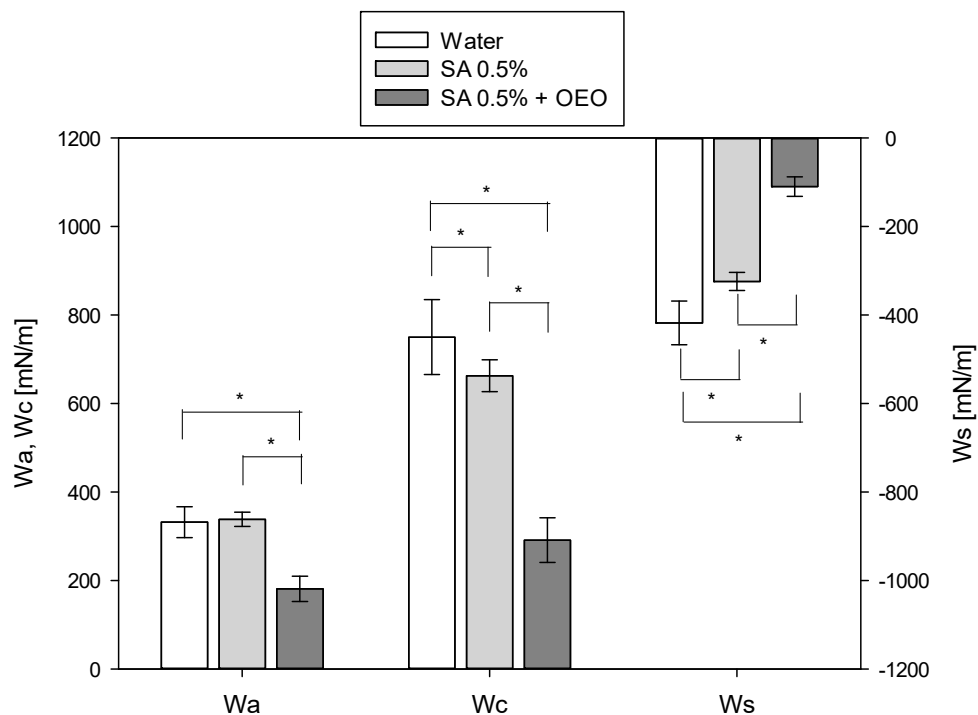 Water
SA 0.5%
SA 0.5% + OEO
1200
1000
800
600
400
200
0
Wa, Wc [mN/m]
0
-200
-400
-600
-800
-1000
-1200
Ws [mN/m]
*
*
*
*
*
*
*
*
Wa
Wc
Ws